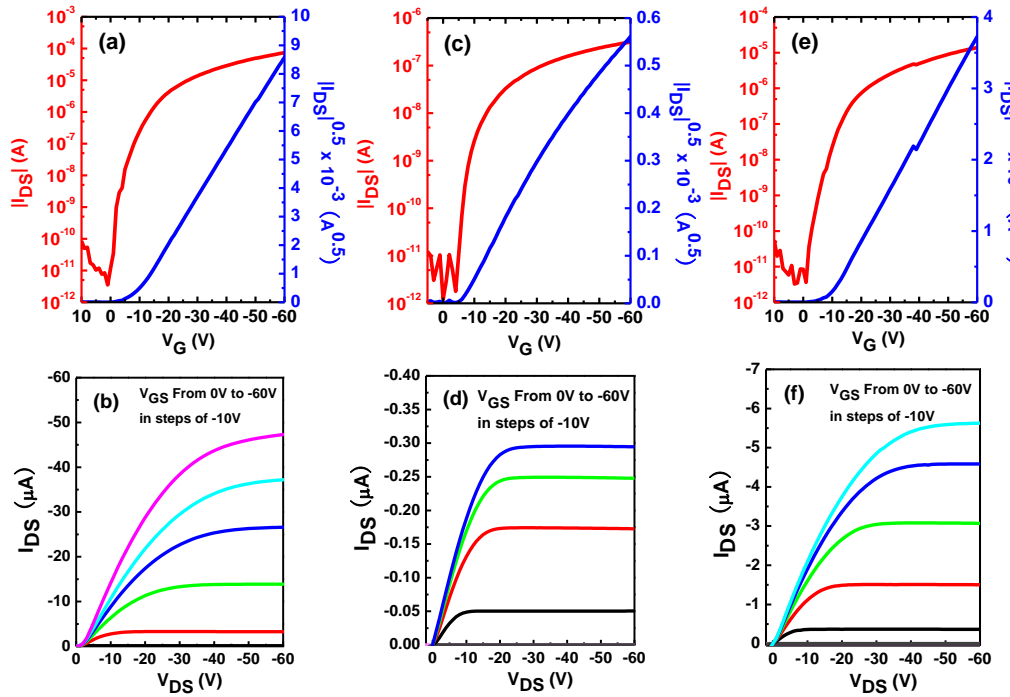 (a)
|I_DS| (A)
10^-3
10^-4
10^-5
10^-6
10^-7
10^-8
10^-9
10^-10
10^-11
10^-12
10 0 -10 -20 -30 -40 -50 -60
V_G (V)
10
9
8
7
6
5
4
3
2
1
0
|I_DS|^0.5 x 10^-3 (A^0.5)
(c)
|I_DS| (A)
10^-6
10^-7
10^-8
10^-9
10^-10
10^-11
10^-12
0 -10 -20 -30 -40 -50 -60
V_G (V)
0.6
0.5
0.4
0.3
0.2
0.1
0.0
|I_DS|^0.5 x 10^-3 (A^0.5)
(e)
|I_DS| (A)
10^-4
10^-5
10^-6
10^-7
10^-8
10^-9
10^-10
10^-11
10^-12
10 0 -10 -20 -30 -40 -50 -60
V_G (V)
4
3
2
1
0
(b)
V_GS From 0V to -60V
in steps of -10V
I_DS (μA)
-60
-50
-40
-30
-20
-10
0
0 -10 -20 -30 -40 -50 -60
V_DS (V)
(d)
V_GS From 0V to -60V
in steps of -10V
I_DS (μA)
-0.40
-0.35
-0.30
-0.25
-0.20
-0.15
-0.10
-0.05
0.00
0 -10 -20 -30 -40 -50 -60
V_DS (V)
(f)
V_GS From 0V to -60V
in steps of -10V
I_DS (μA)
-7
-6
-5
-4
-3
-2
-1
0
0 -10 -20 -30 -40 -50 -60
V_DS (V)